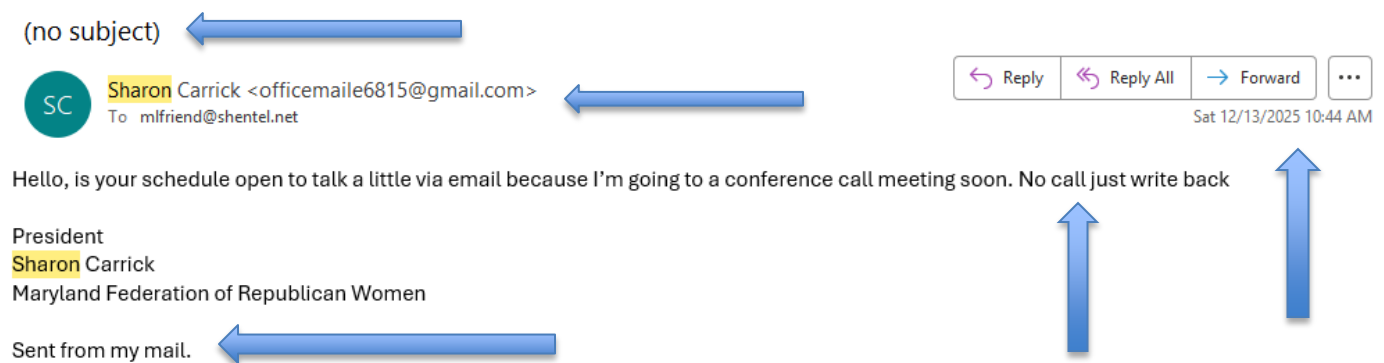 (no subject)
SC
Sharon Carrick <officemaile6815@gmail.com>
To mlfriend@shentel.net
Reply Reply All Forward ...
Sat 12/13/2025 10:44 AM
Hello, is your schedule open to talk a little via email because I’m going to a conference call meeting soon. No call just write back
President
Sharon Carrick
Maryland Federation of Republican Women
Sent from my mail.